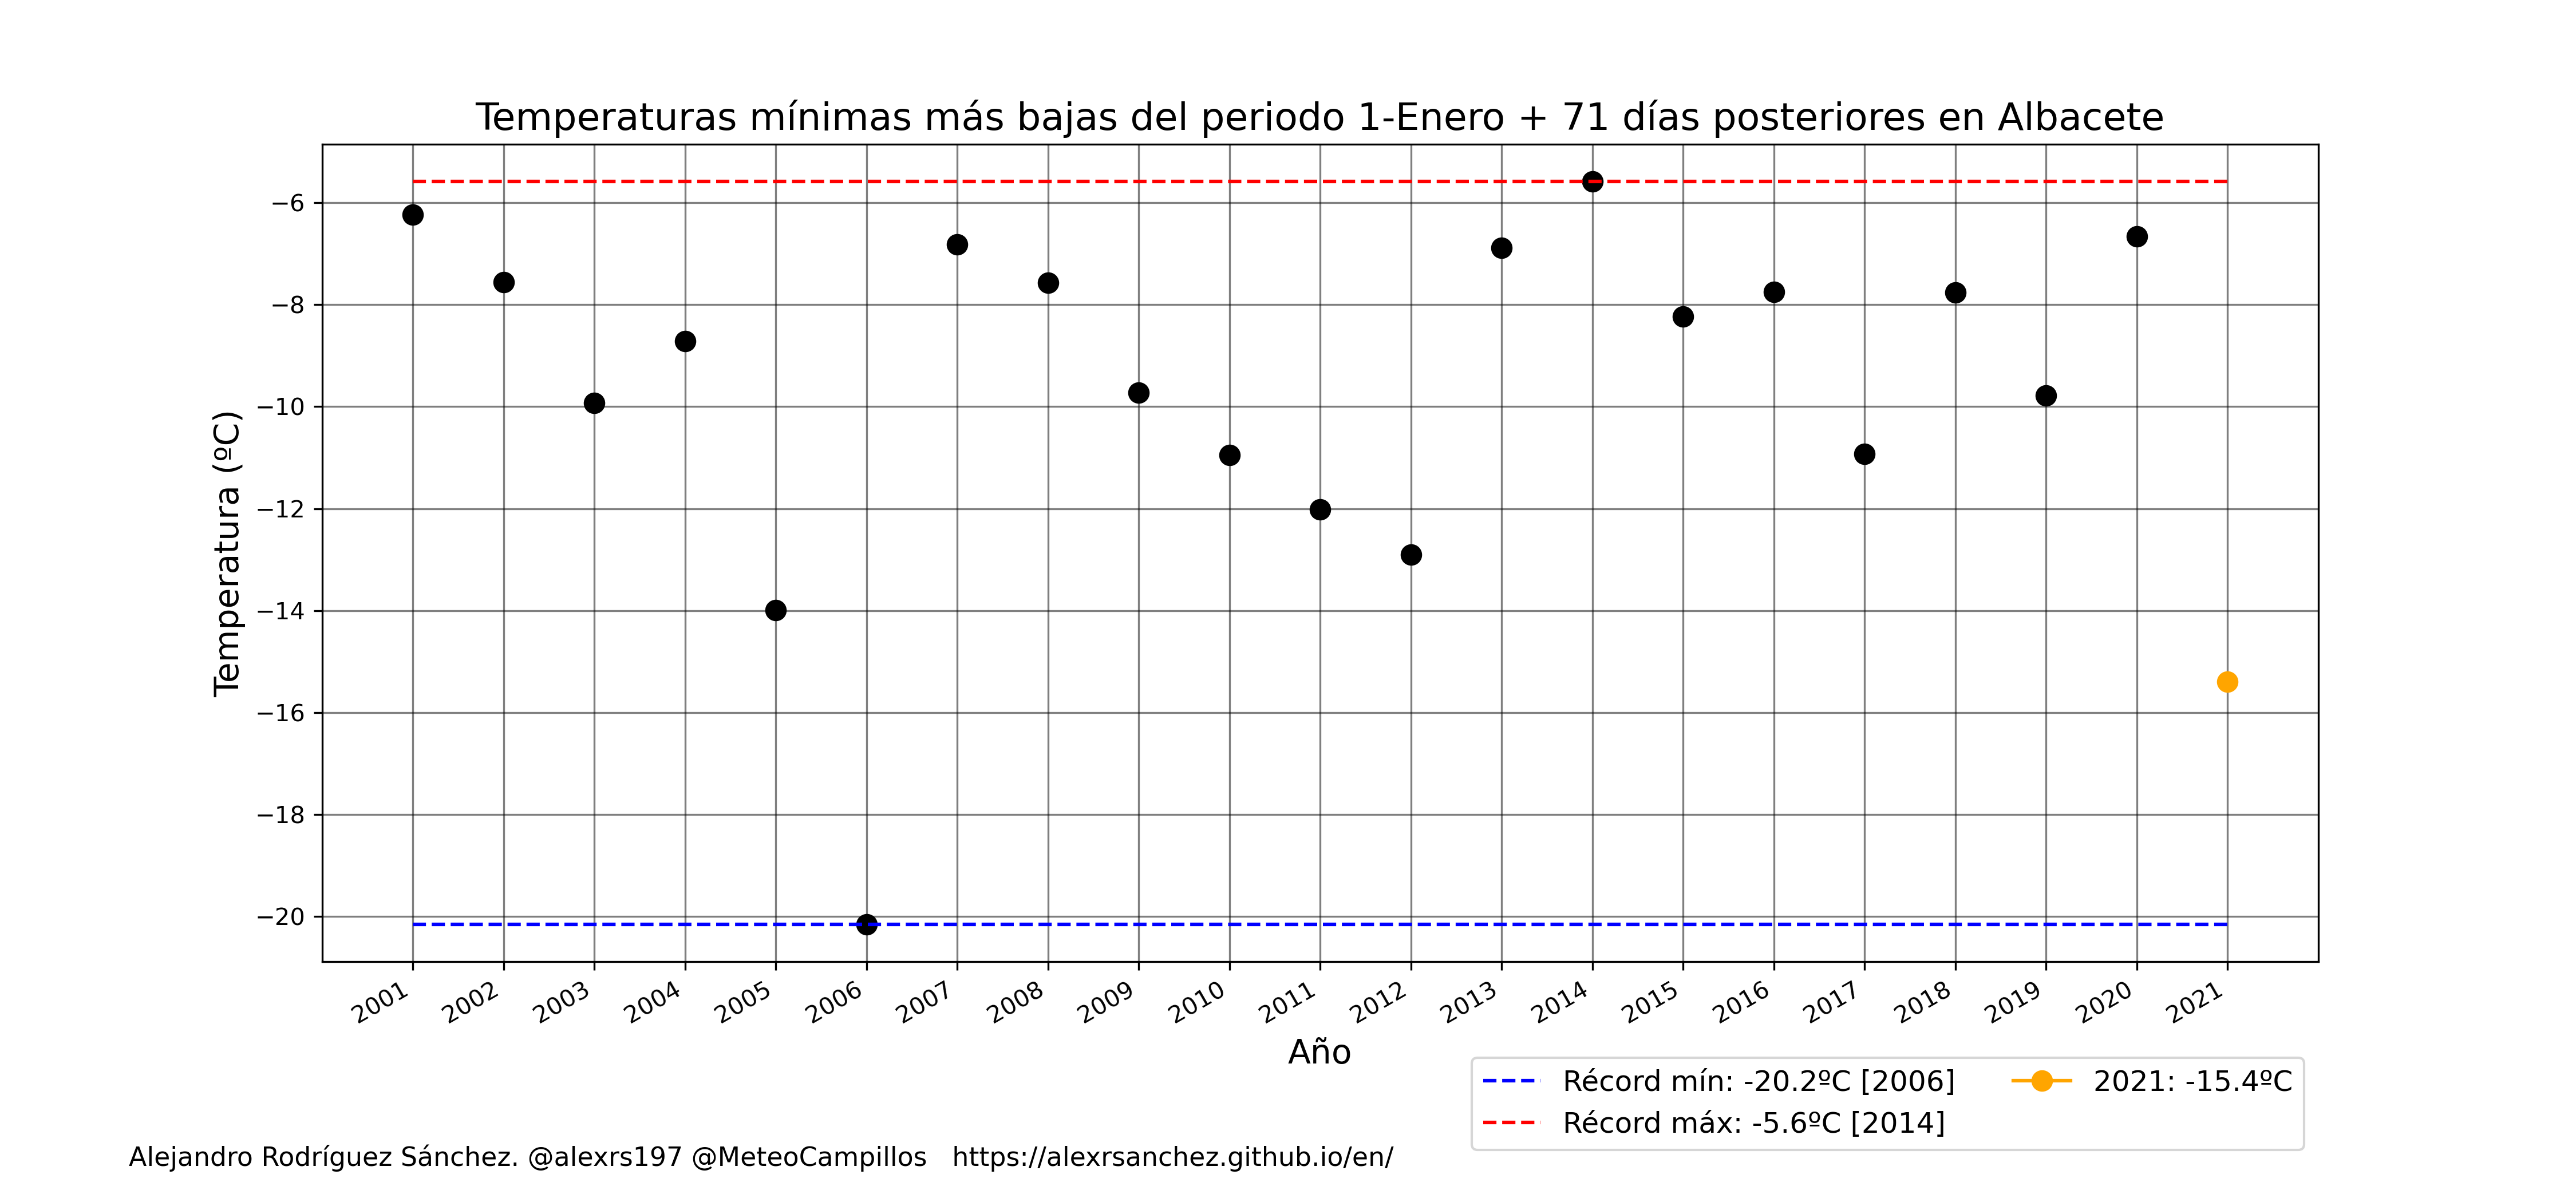 Temperaturas mínimas más bajas del periodo 1-Enero + 71 días posteriores en Albacete
Temperatura (ºC)
−6
−8
−10
−12
−14
−16
−18
−20
2001 2002 2003 2004 2005 2006 2007 2008 2009 2010 2011 2012 2013 2014 2015 2016 2017 2018 2019 2020 2021
Año
Récord mín: -20.2ºC [2006] 2021: -15.4ºC
Récord máx: -5.6ºC [2014]
Alejandro Rodríguez Sánchez. @alexrs197 @MeteoCampillos https://alexrsanchez.github.io/en/